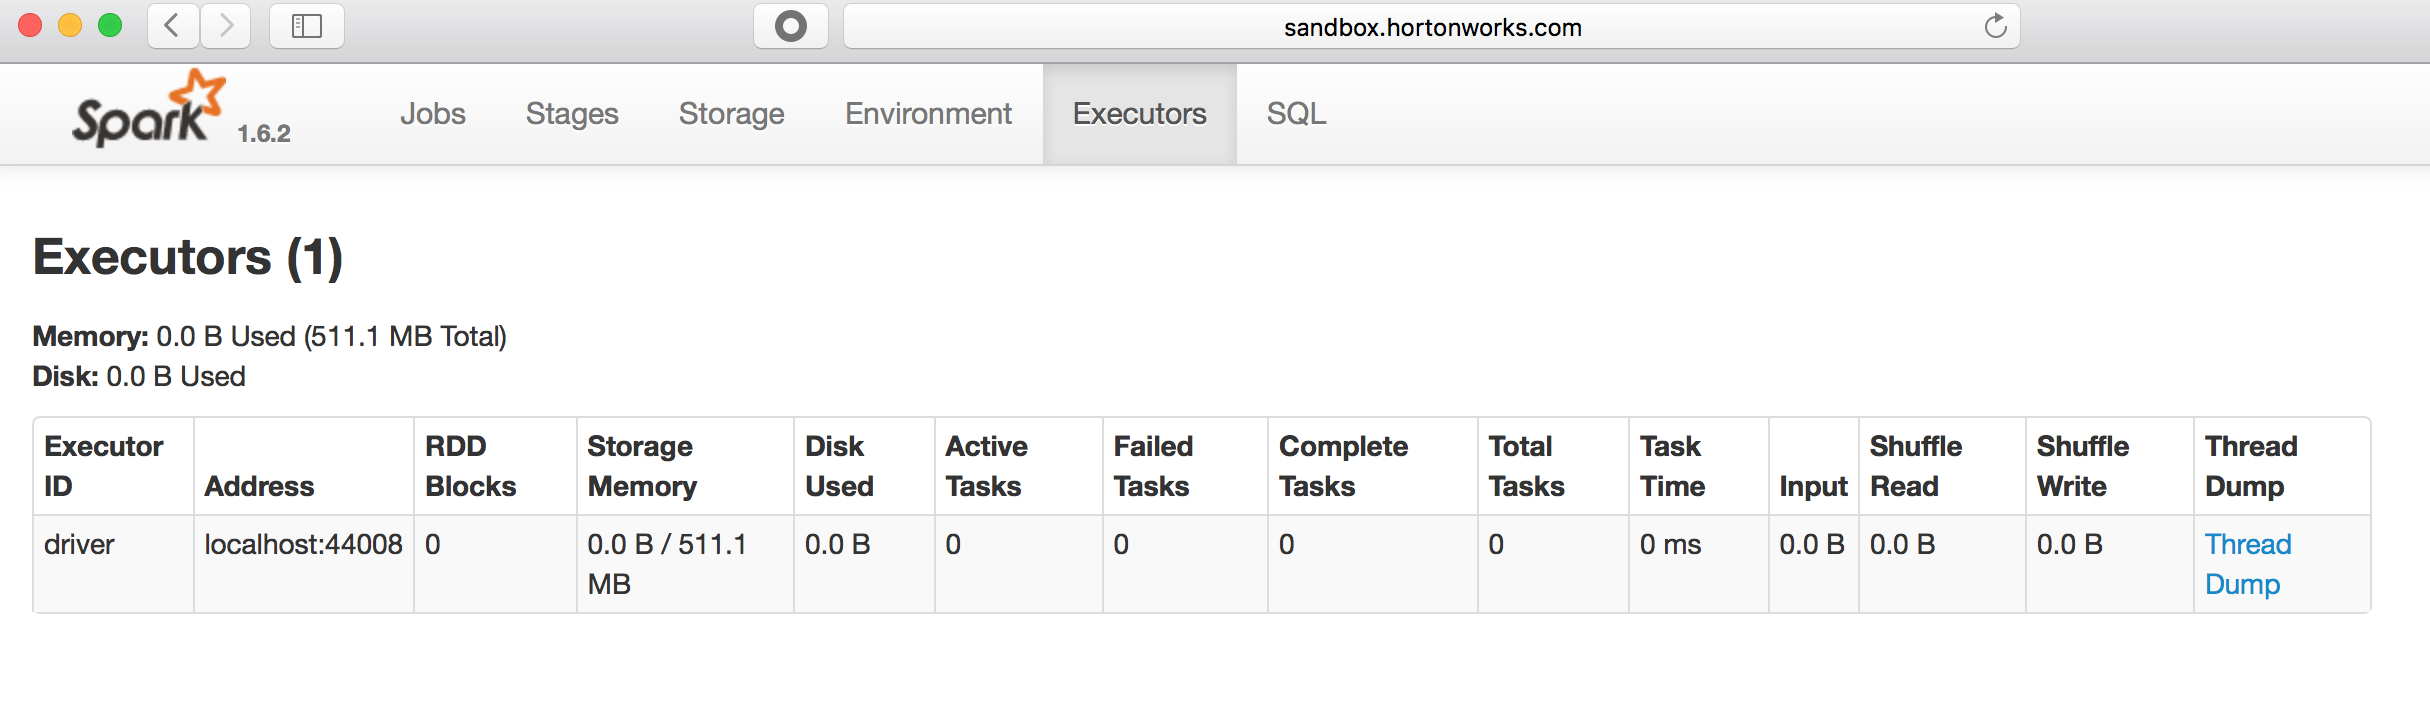 sandbox.hortonworks.com
Spark 1.6.2 Jobs Stages Storage Environment Executors SQL
Executors (1)
Memory: 0.0 B Used (511.1 MB Total)
Disk: 0.0 B Used
Executor ID Address RDD Blocks Storage Memory Disk Used Active Tasks Failed Tasks Complete Tasks Total Tasks Task Time Input Shuffle Read Shuffle Write Thread Dump
driver localhost:44008 0 0.0 B / 511.1 MB 0.0 B 0 0 0 0 0 ms 0.0 B 0.0 B 0.0 B Thread Dump